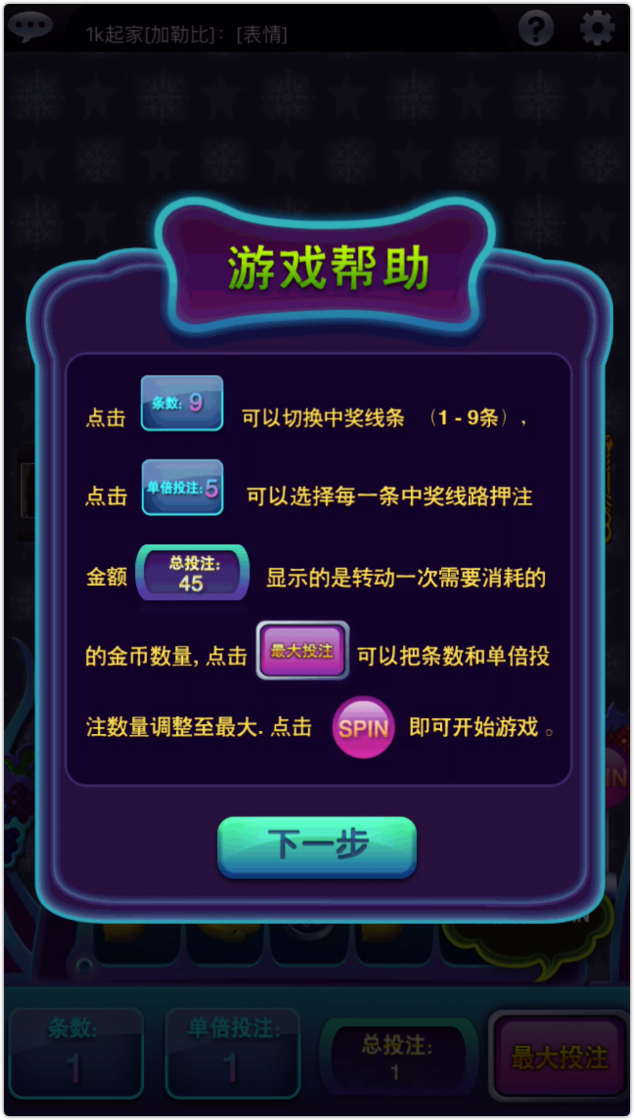 1k起家[加勒比]：[表情]
?
游戏帮助
点击 条数: 9 可以切换中奖线条 （1 - 9条），
点击 单倍投注:5 可以选择每一条中奖线路押注
金额 总投注: 45 显示的是转动一次需要消耗的
的金币数量, 点击 最大投注 可以把条数和单倍投
注数量调整至最大. 点击 SPIN 即可开始游戏 。
IN
下一步
IN
条数:
1
单倍投注:
1
总投注:
1
最大投注